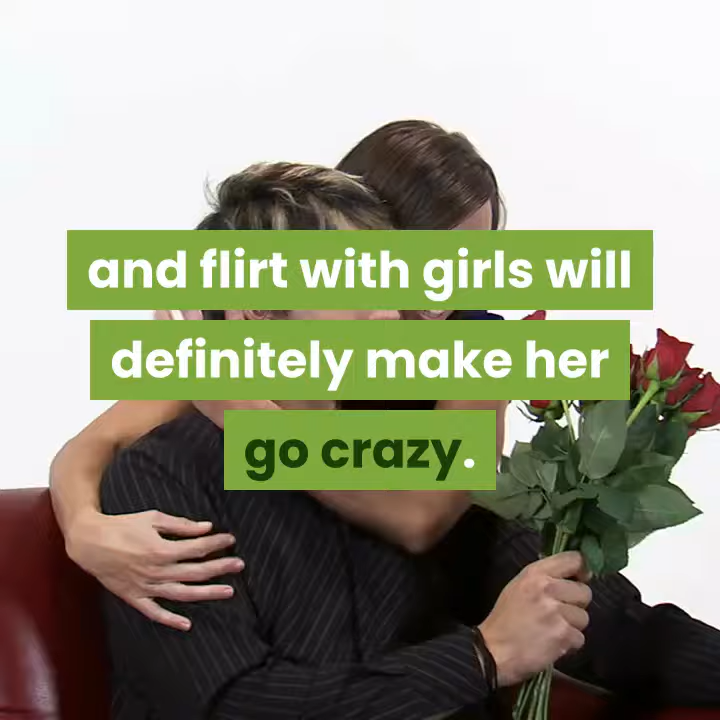 and flirt with girls will
definitely make her
go crazy.